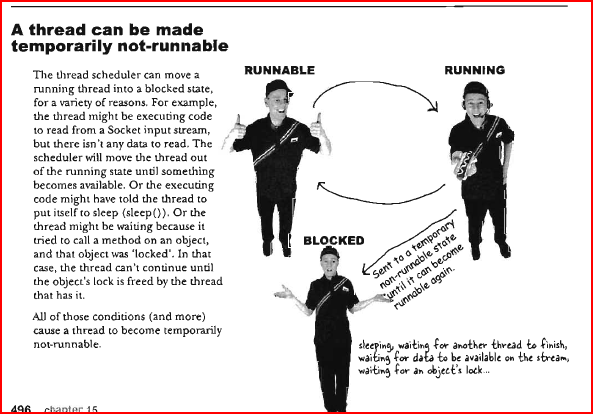 A thread can be made
temporarily not-runnable
The thread scheduler can move a
running thread into a blocked state,
for a variety of reasons. For example,
the thread might be executing code
to read from a Socket input stream,
but there isn't any data to read. The
scheduler will move the thread out
of the running state until something
becomes available. Or the executing
code might have told the thread to
put itself to sleep (sleep()). Or the
thread might be waiting because it
tried to call a method on an object,
and that object was 'locked'. In that
case, the thread can't continue until
the object's lock is freed by the thread
that has it.
All of those conditions (and more)
cause a thread to become temporarily
not-runnable.
RUNNABLE
RUNNING
BLOCKED
Sent to a temporary
non-runnable state
until it can become
runnable again.
sleeping, waiting for another thread to finish,
waiting for data to be available on the stream,
waiting for an object's lock...
496 chapter 15